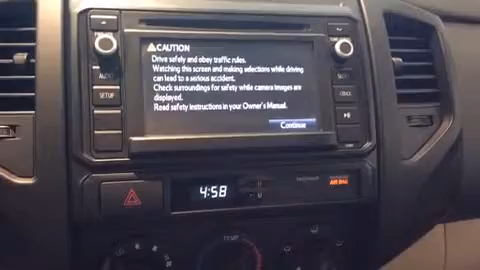 CAUTION
Drive safely and obey traffic rules.
Watching this screen and making selections while driving
can lead to a serious accident.
Check surroundings for safety while camera images are
displayed.
Read safety instructions in your Owner's Manual.
Continue
AUDIO
SETUP
4:58
AIR BAG
TEMP